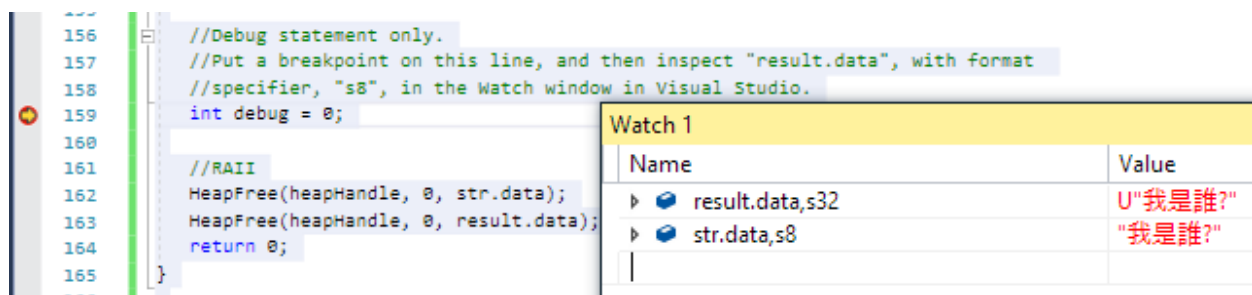 156 //Debug statement only.
157 //Put a breakpoint on this line, and then inspect "result.data", with format
158 //specifier, "s8", in the Watch window in Visual Studio.
159 int debug = 0;
160
161 //RAII
162 HeapFree(heapHandle, 0, str.data);
163 HeapFree(heapHandle, 0, result.data);
164 return 0;
165 }
Watch 1
Name Value
result.data,s32 U"我是誰?"
str.data,s8 "我是誰?"